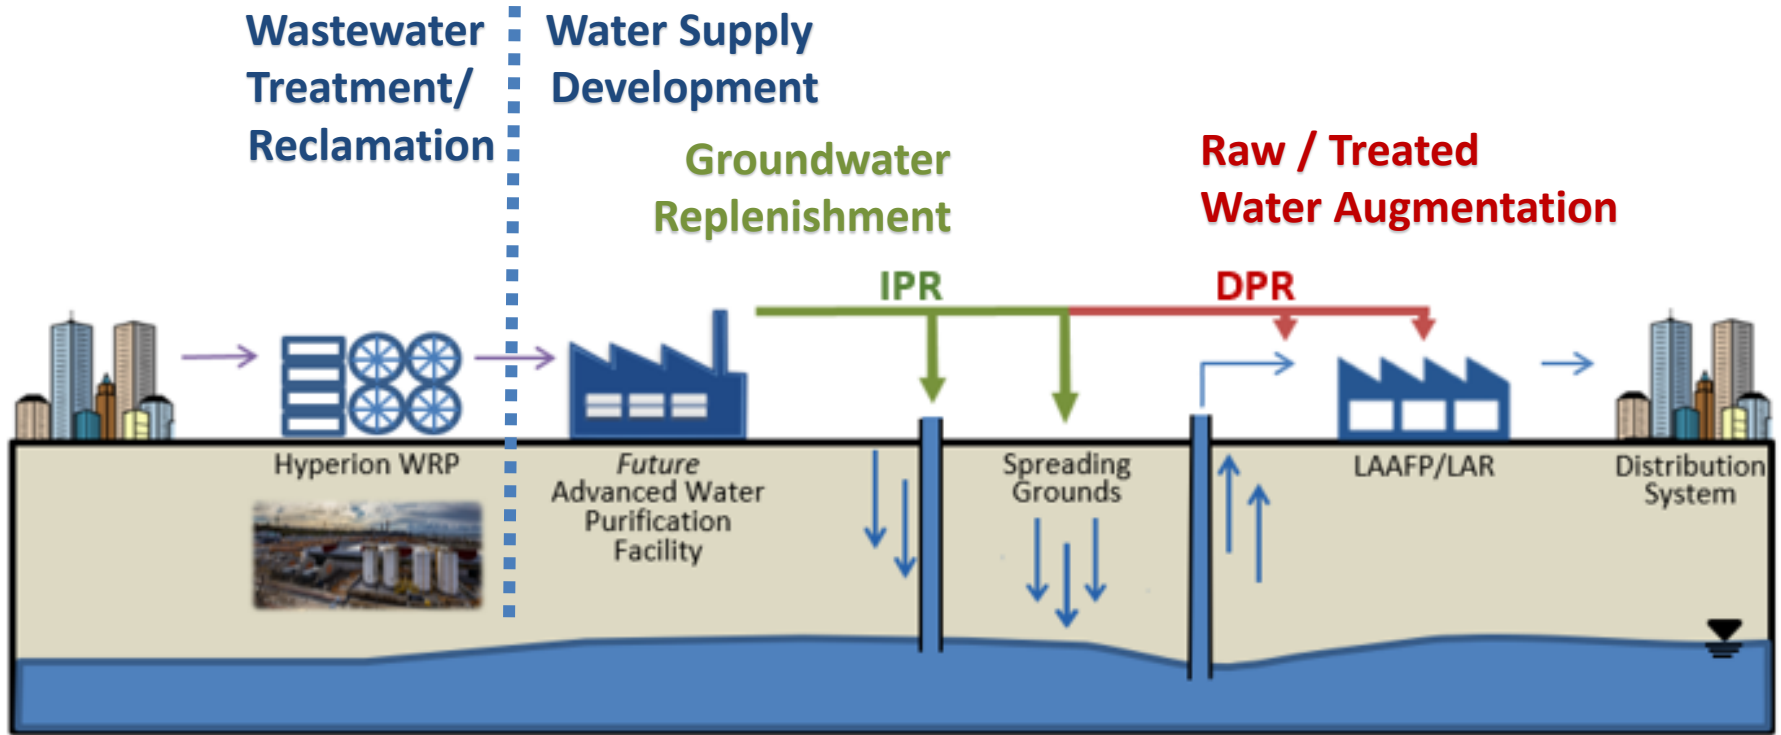 Wastewater
Treatment/
Reclamation
Water Supply
Development
Groundwater
Replenishment
Raw / Treated
Water Augmentation
IPR
DPR
Hyperion WRP
Future
Advanced Water
Purification
Facility
Spreading
Grounds
LAAFP/LAR
Distribution
System